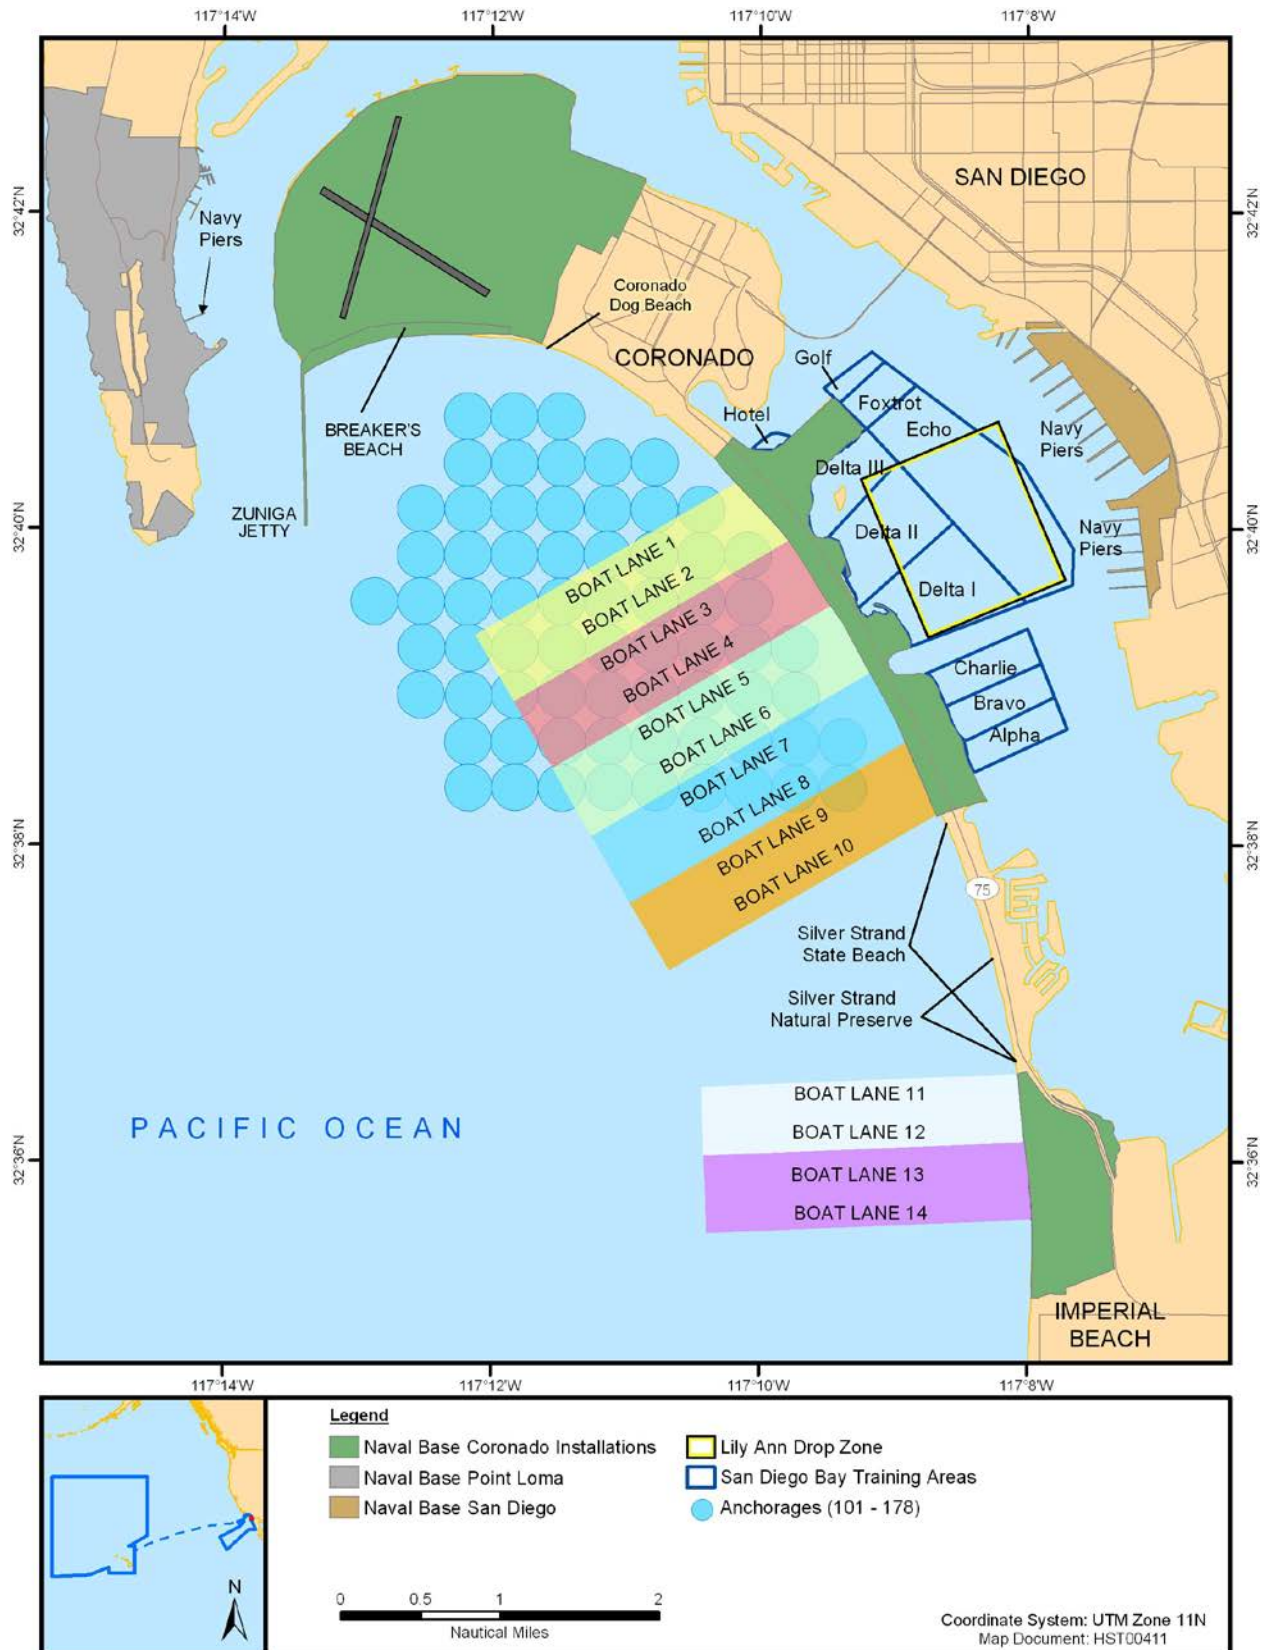 117°14'W
117°12'W
117°10'W
117°8'W
32°42'N
32°42'N
SAN DIEGO
Navy
Piers
Coronado
Dog Beach
CORONADO
Golf
Foxtrot
Echo
Hotel
BREAKER'S
BEACH
Navy
Piers
Delta III
ZUNIGA
JETTY
32°40'N
32°40'N
Navy
Piers
Delta II
Delta I
BOAT LANE 1
BOAT LANE 2
BOAT LANE 3
BOAT LANE 4
BOAT LANE 5
BOAT LANE 6
BOAT LANE 7
BOAT LANE 8
BOAT LANE 9
BOAT LANE 10
Charlie
Bravo
Alpha
32°38'N
32°38'N
75
Silver Strand
State Beach
Silver Strand
Natural Preserve
BOAT LANE 11
BOAT LANE 12
BOAT LANE 13
BOAT LANE 14
PACIFIC OCEAN
32°36'N
32°36'N
IMPERIAL
BEACH
117°14'W
117°12'W
117°10'W
117°8'W
Legend
Naval Base Coronado Installations
Naval Base Point Loma
Naval Base San Diego
Lily Ann Drop Zone
San Diego Bay Training Areas
Anchorages (101 - 178)
N
0 0.5 1 2
Nautical Miles
Coordinate System: UTM Zone 11N
Map Document: HST00411